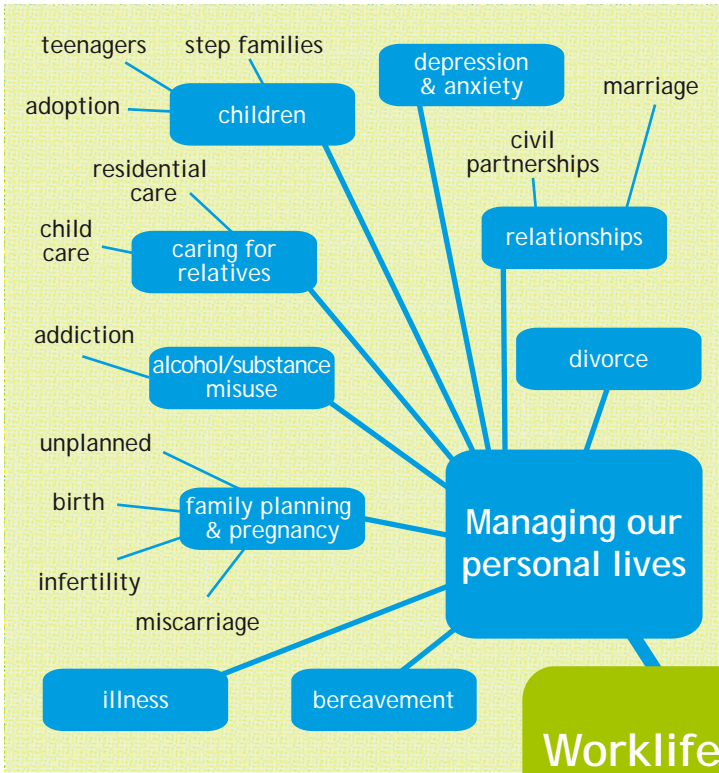 teenagers
step families
adoption
children
depression
& anxiety
marriage
civil
partnerships
relationships
residential
care
child
care
caring for
relatives
addiction
alcohol/substance
misuse
divorce
unplanned
birth
family planning
& pregnancy
infertility
miscarriage
Managing our
personal lives
illness
bereavement
Worklife